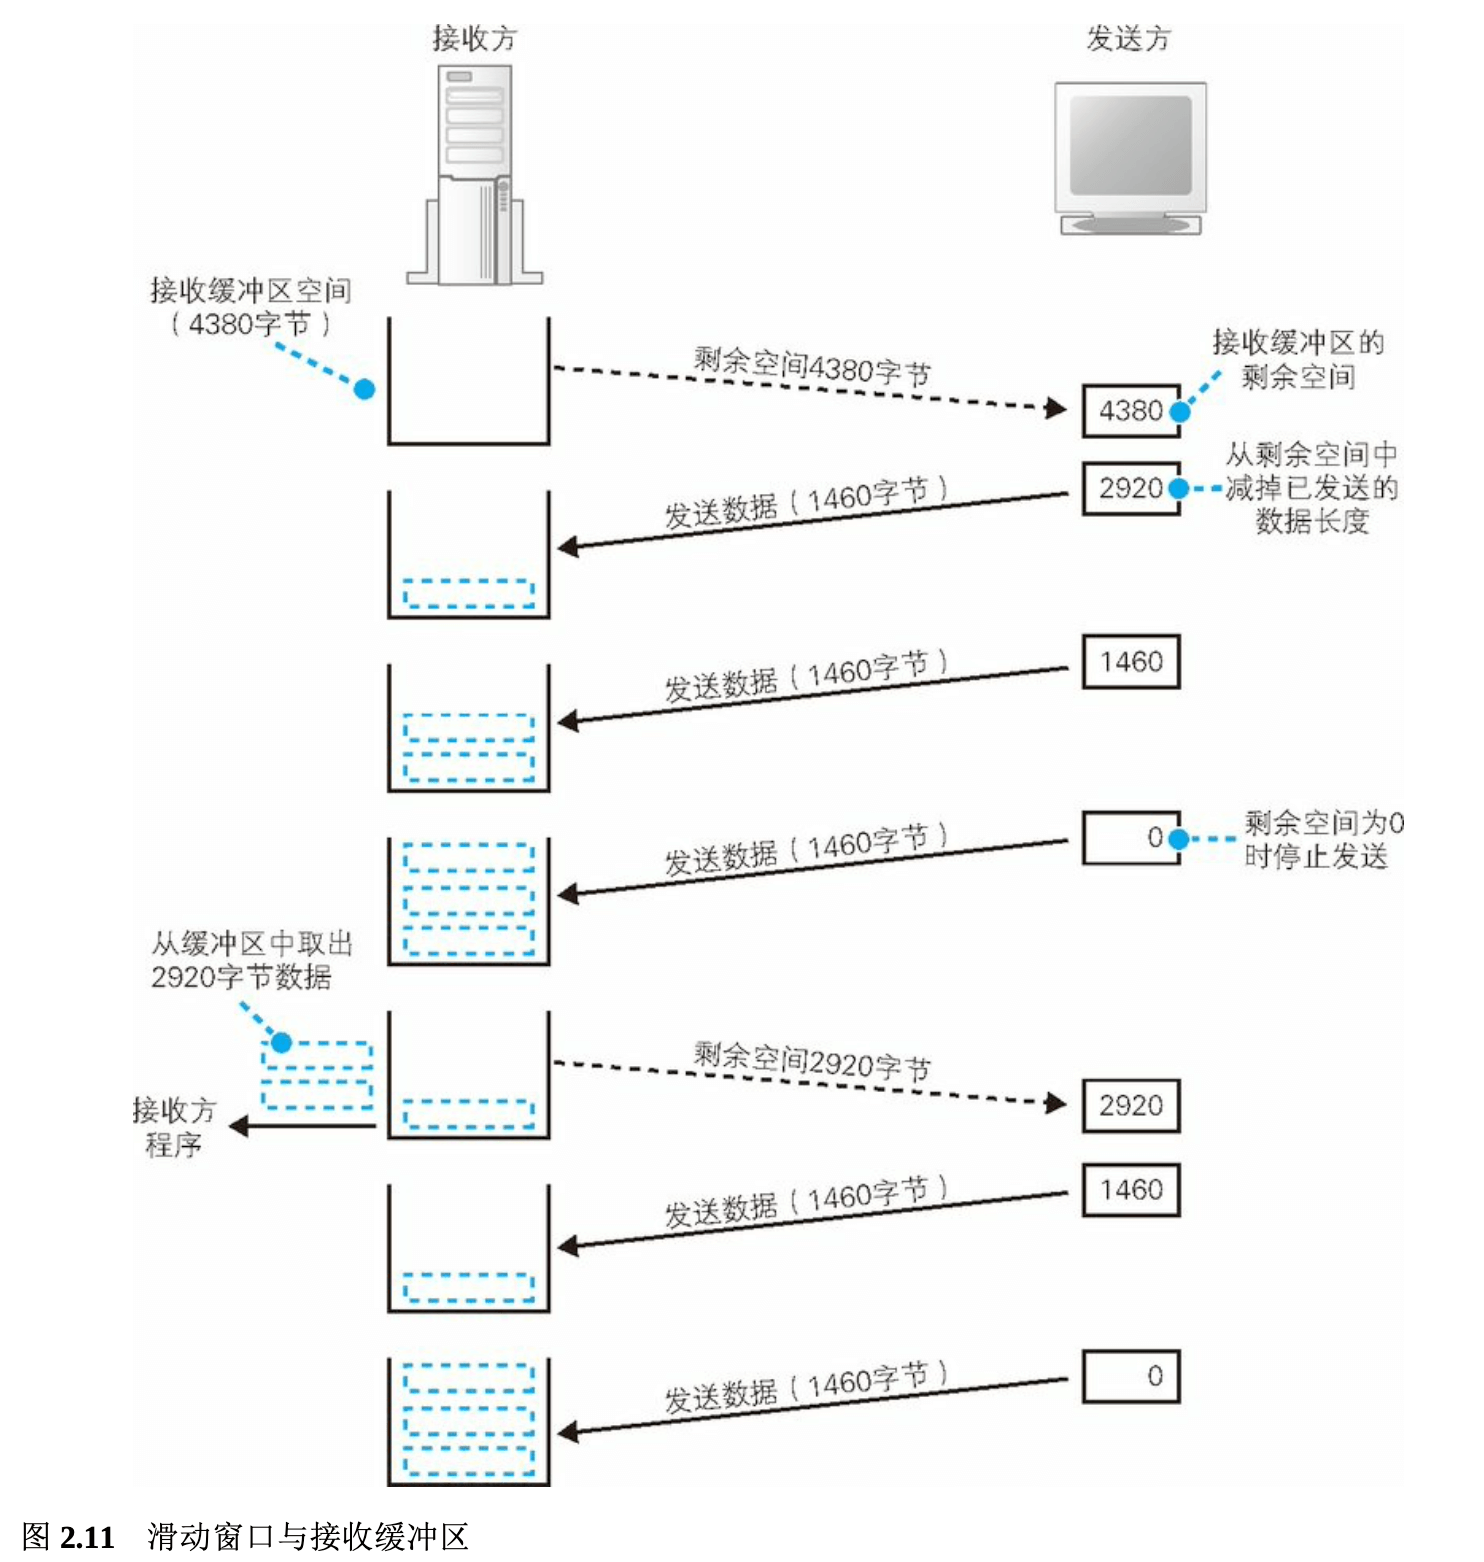 接收方
发送方
接收缓冲区空间
（4380字节）
剩余空间4380字节
接收缓冲区的
剩余空间
4380
从剩余空间中
减掉已发送的
数据长度
2920
发送数据（1460字节）
1460
发送数据（1460字节）
0
剩余空间为0
时停止发送
发送数据（1460字节）
从缓冲区中取出
2920字节数据
剩余空间2920字节
2920
接收方
程序
1460
发送数据（1460字节）
0
发送数据（1460字节）
图 2.11 滑动窗口与接收缓冲区